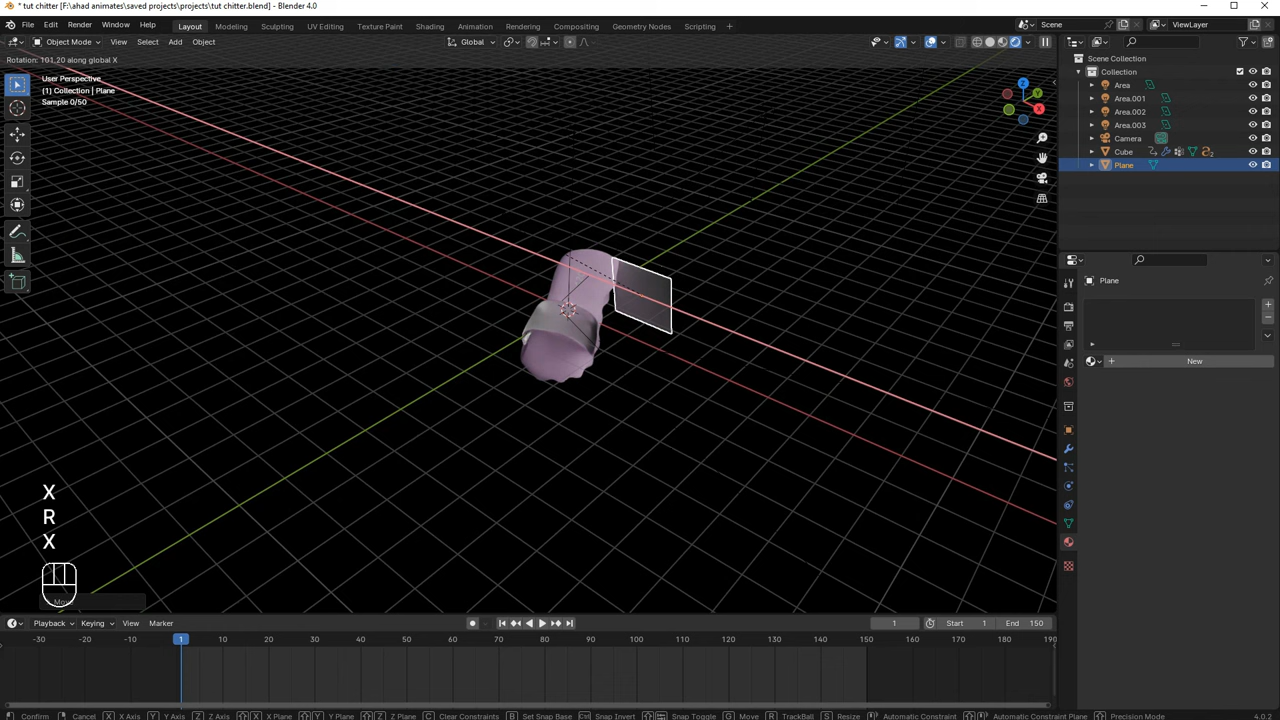 * tut chitter [F:\ahad animates\saved projects\projects\tut chitter.blend] - Blender 4.0
File Edit Render Window Help Layout Modeling Sculpting UV Editing Texture Paint Shading Animation Rendering Compositing Geometry Nodes Scripting + Scene ViewLayer
Object Mode View Select Add Object Global
Rotation: 101.20 along global X
User Perspective
(1) Collection | Plane
Sample 0/50
Z
Y
X
Scene Collection
Collection
Area
Area.001
Area.002
Area.003
Camera
Cube 2
Plane
Plane
New
X
R
X
Mov
Playback Keying View Marker 1 Start 1 End 150
-30 -20 -10 1 10 20 30 40 50 60 70 80 90 100 110 120 130 140 150 160 170 180 190
Confirm Cancel X X Axis Y Y Axis Z Z Axis X X Plane Y Y Plane Z Z Plane C Clear Constraints B Set Snap Base Snap Invert Snap Toggle G Move R TrackBall S Resize Automatic Constraint Automatic Constraint Plane Precision Mode 4.0.2